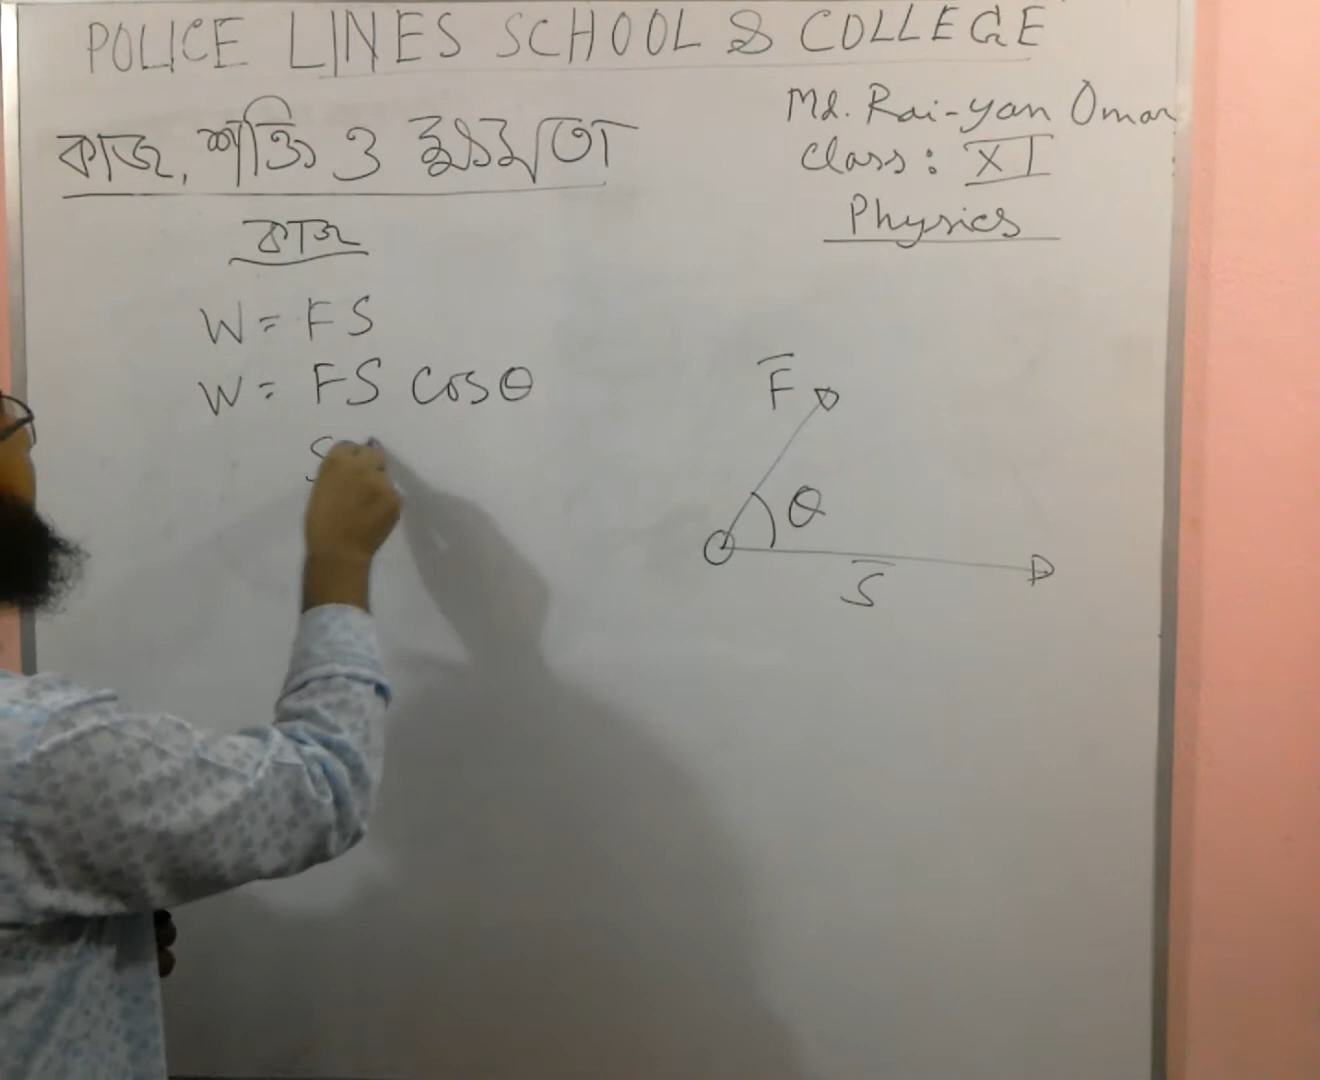 POLICE LINES SCHOOL & COLLEGE
Md. Rai-yan Omar
কাজ, শক্তি ও ক্ষমতা
Class: XI
Physics
কাজ
W = FS
W = FS cosθ
S
F
θ
S